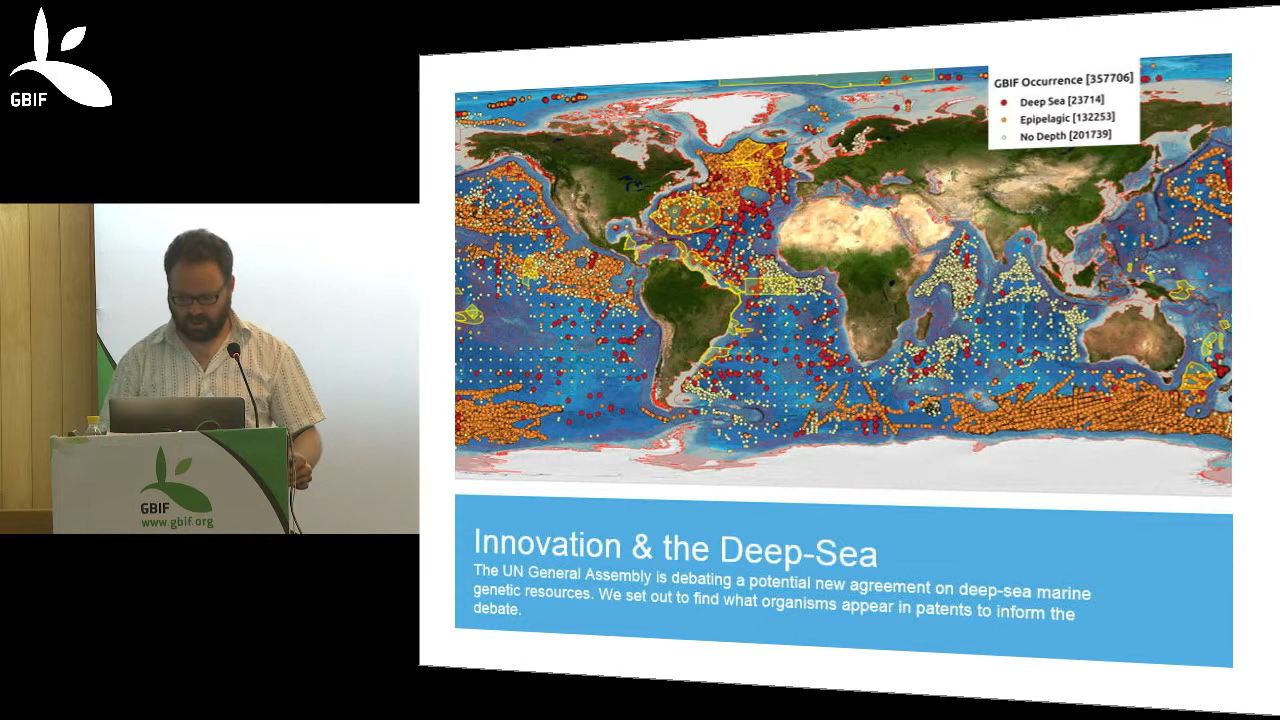 GBIF
GBIF Occurrence [357706]
Deep Sea [23714]
Epipelagic [132253]
No Depth [201739]
GBIF
www.gbif.org
Innovation & the Deep-Sea
The UN General Assembly is debating a potential new agreement on deep-sea marine
genetic resources. We set out to find what organisms appear in patents to inform the
debate.